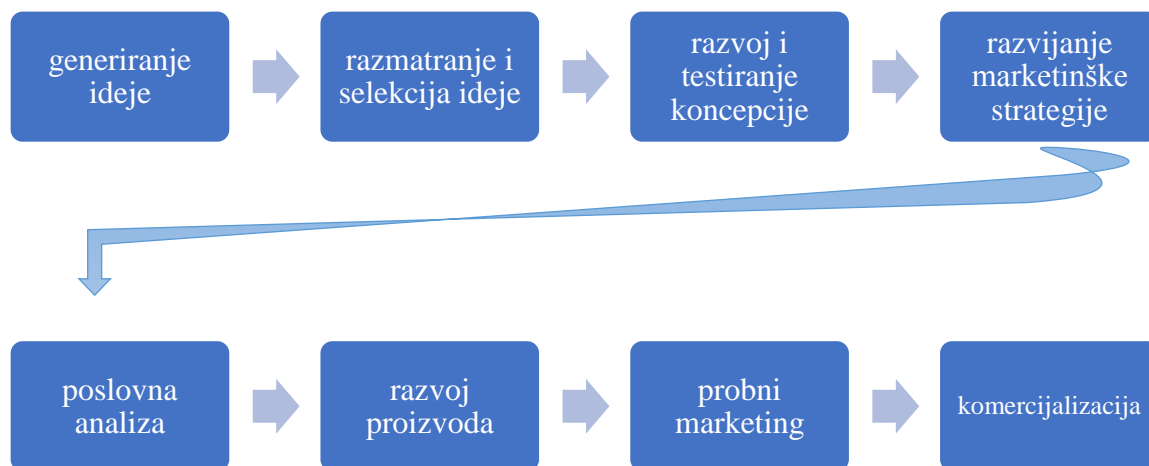 generiranje
ideje
razmatranje i
selekcija ideje
razvoj i
testiranje
koncepcije
razvijanje
marketinške
strategije
poslovna
analiza
razvoj
proizvoda
probni
marketing
komercijalizacija